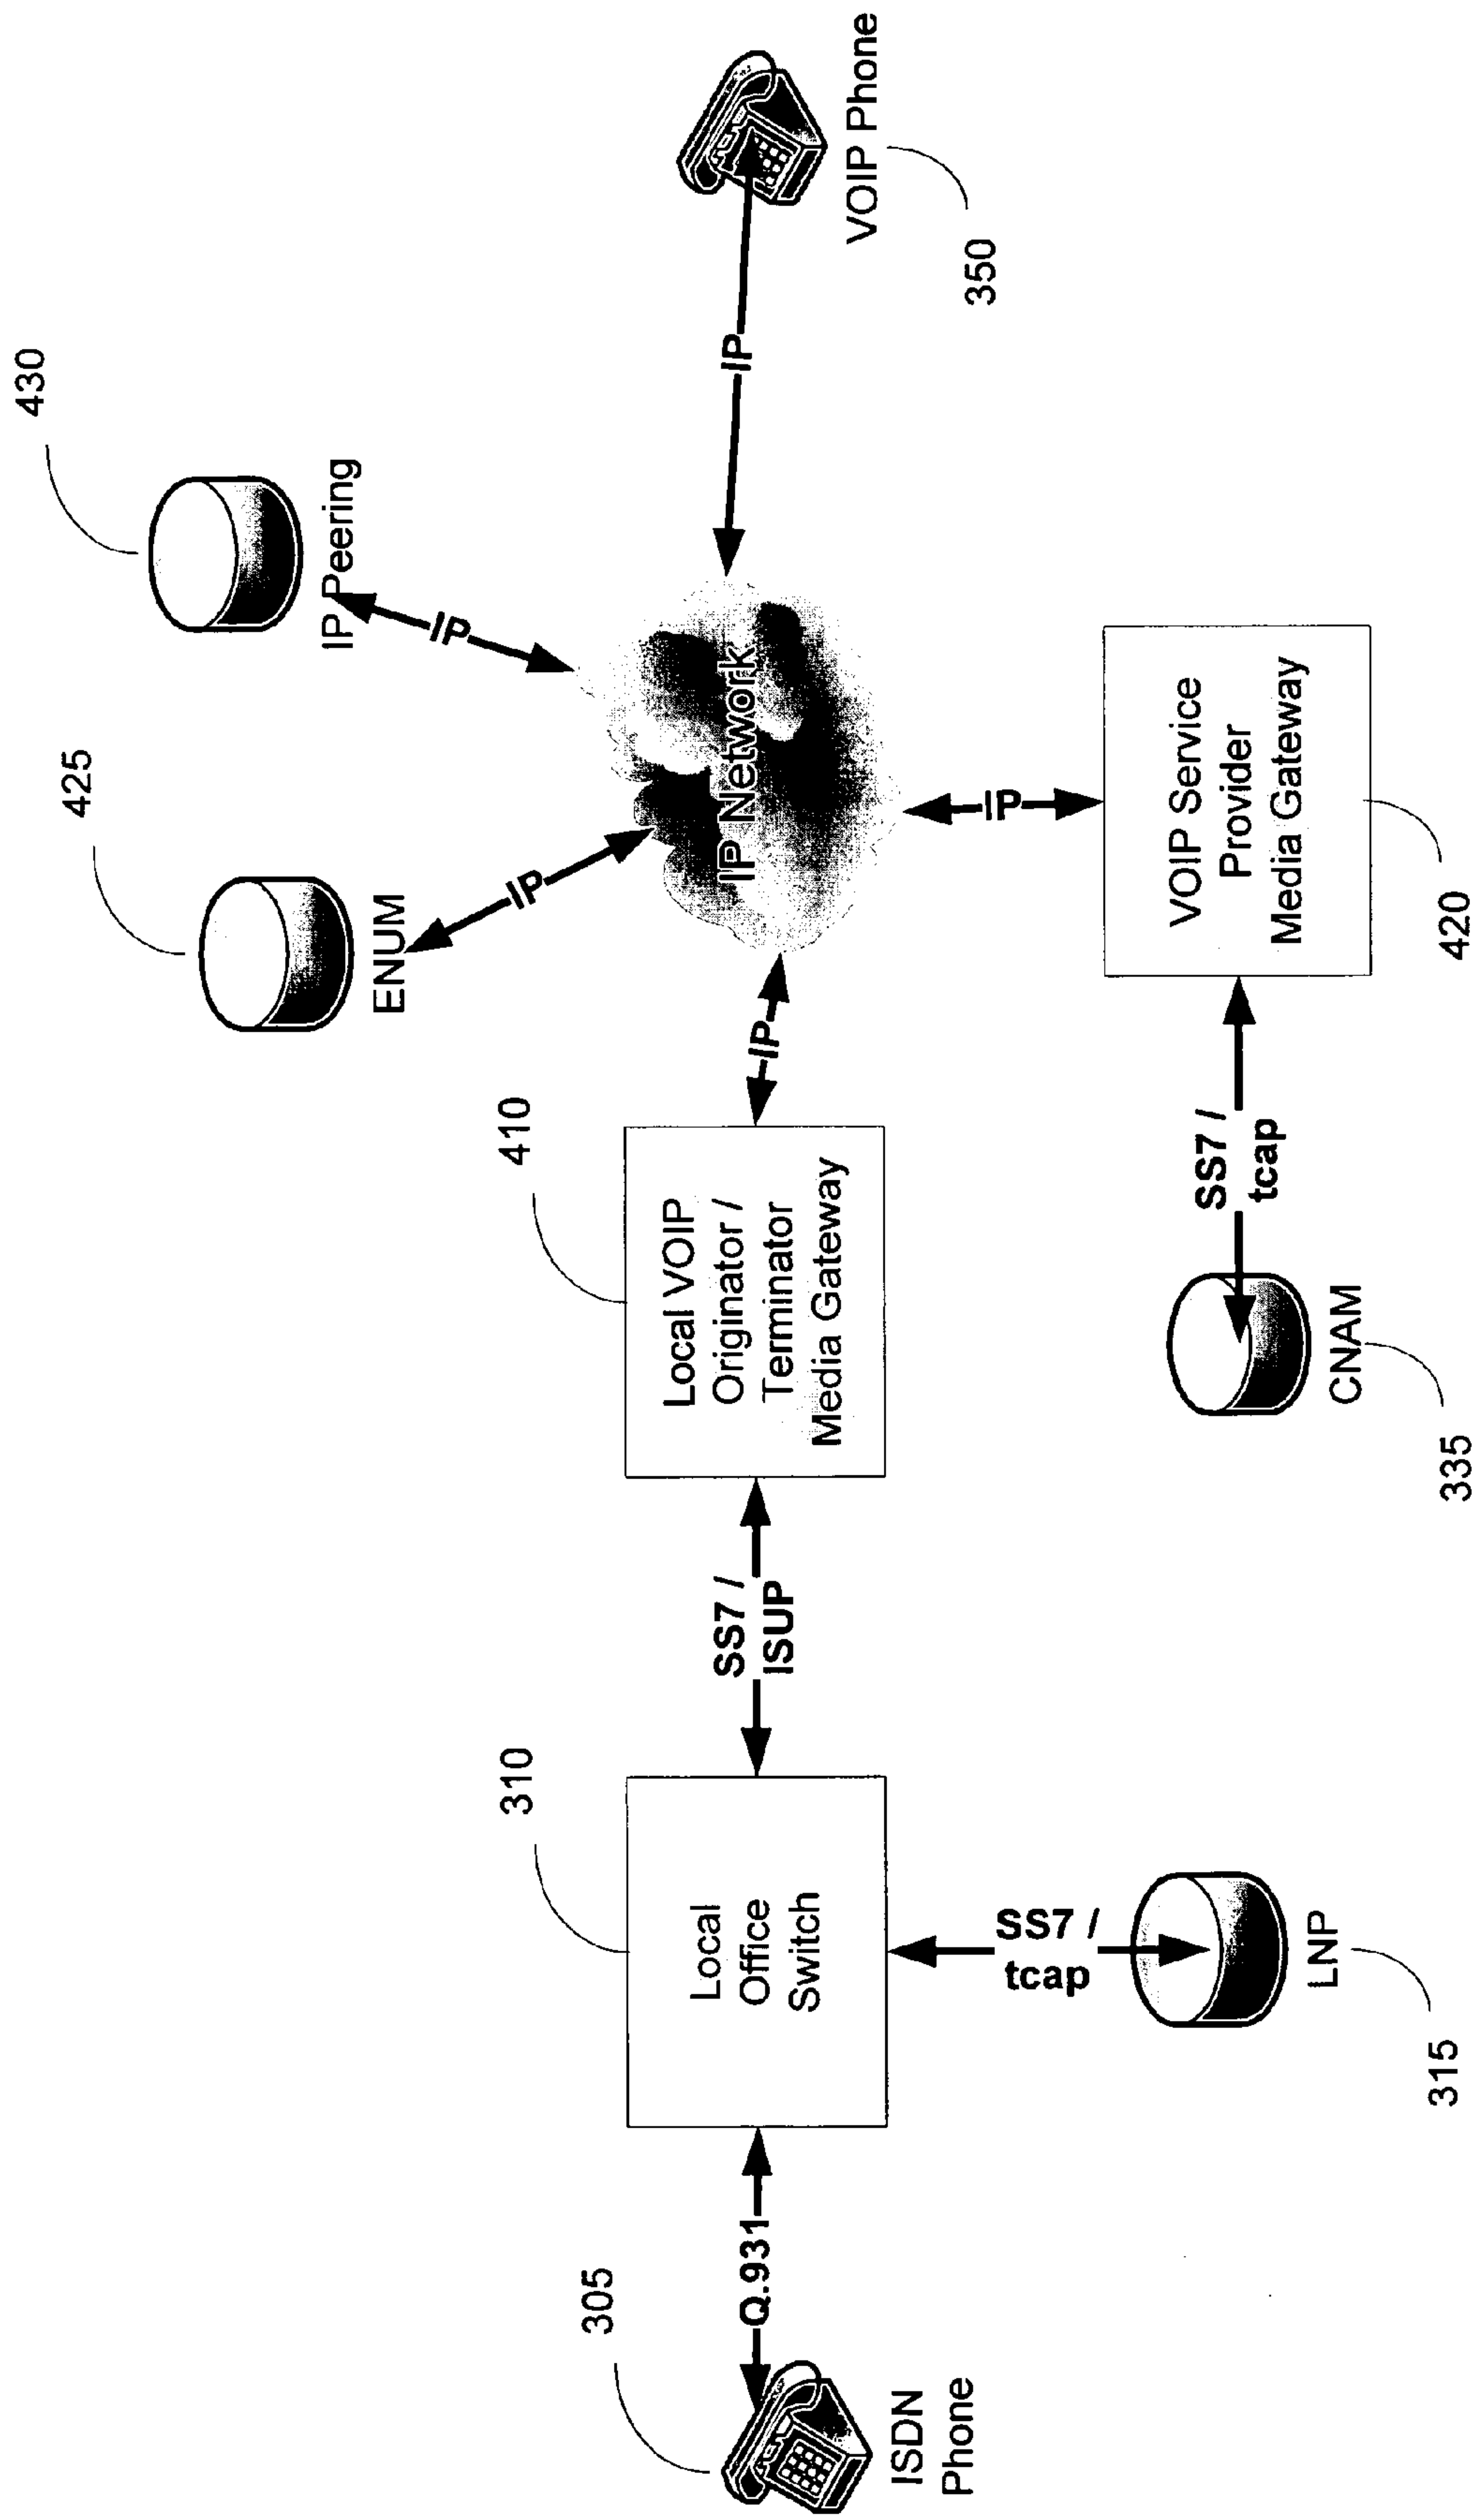 430
IP Peering
425
ENUM
IP
IP
IP Network
IP
VOIP Phone
350
410
Local VOIP
Originator /
Terminator
Media Gateway
IP
IP
VOIP Service
Provider
Media Gateway
420
SS7 /
tcap
CNAM
335
SS7 /
ISUP
310
Local
Office
Switch
SS7 /
tcap
LNP
315
Q.931
305
ISDN
Phone